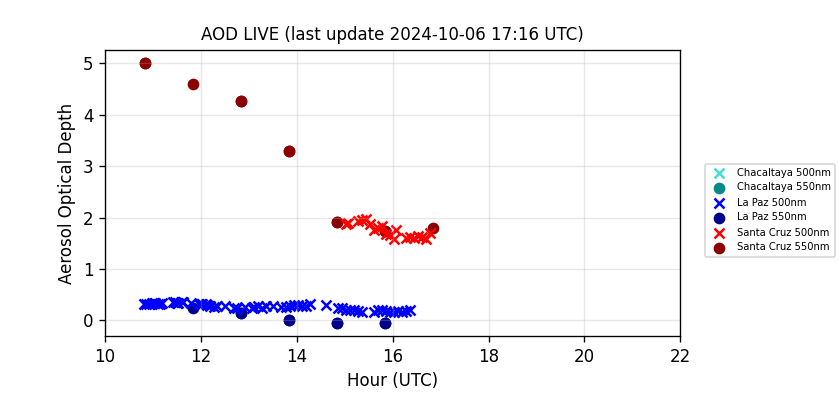 AOD LIVE (last update 2024-10-06 17:16 UTC)
Aerosol Optical Depth
5
4
3
2
1
0
10 12 14 16 18 20 22
Hour (UTC)
Chacaltaya 500nm
Chacaltaya 550nm
La Paz 500nm
La Paz 550nm
Santa Cruz 500nm
Santa Cruz 550nm